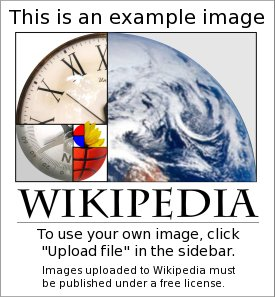 This is an example image
WIKIPEDIA
To use your own image, click
"Upload file" in the sidebar.
Images uploaded to Wikipedia must
be published under a free license.